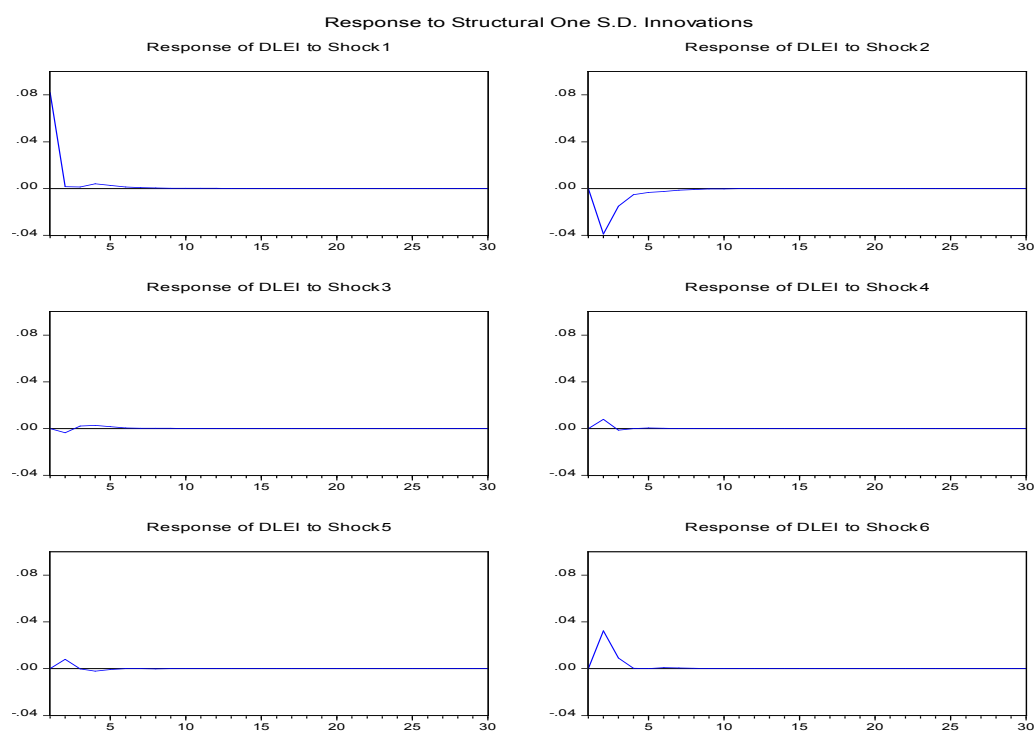 Response to Structural One S.D. Innovations
Response of DLEI to Shock1
.08
.04
.00
-.04
5 10 15 20 25 30
Response of DLEI to Shock2
.08
.04
.00
-.04
5 10 15 20 25 30
Response of DLEI to Shock3
.08
.04
.00
-.04
5 10 15 20 25 30
Response of DLEI to Shock4
.08
.04
.00
-.04
5 10 15 20 25 30
Response of DLEI to Shock5
.08
.04
.00
-.04
5 10 15 20 25 30
Response of DLEI to Shock6
.08
.04
.00
-.04
5 10 15 20 25 30